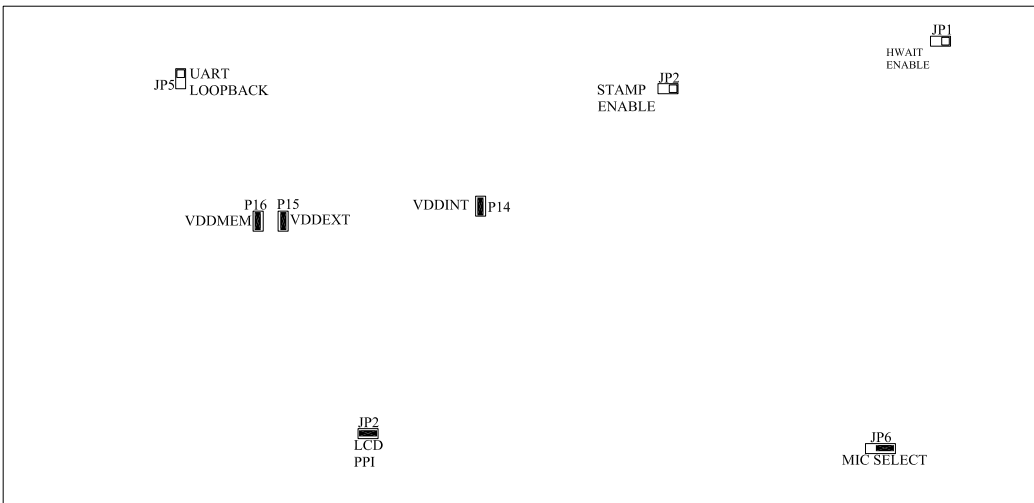 JP1
HWAIT
ENABLE
JP5
UART
LOOPBACK
JP2
STAMP
ENABLE
P16 P15
VDDMEM VDDEXT
VDDINT P14
JP2
LCD
PPI
JP6
MIC SELECT